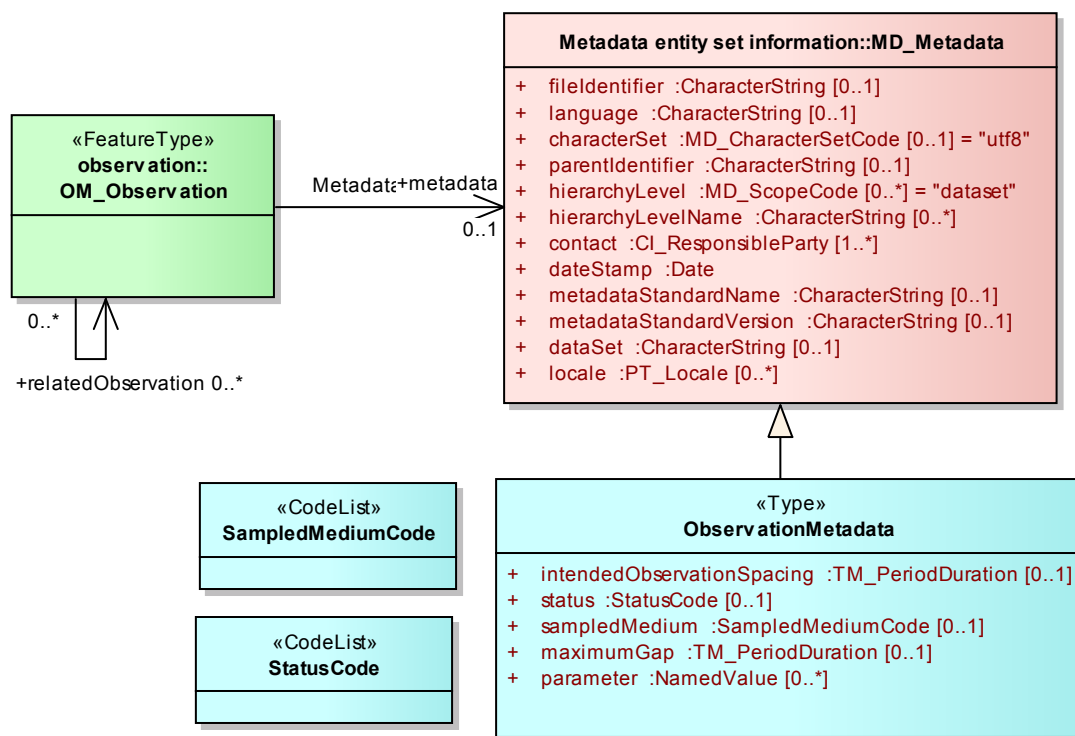 Metadata entity set information::MD_Metadata
+ fileIdentifier :CharacterString [0..1]
+ language :CharacterString [0..1]
+ characterSet :MD_CharacterSetCode [0..1] = "utf8"
+ parentIdentifier :CharacterString [0..1]
+ hierarchyLevel :MD_ScopeCode [0..*] = "dataset"
+ hierarchyLevelName :CharacterString [0..*]
+ contact :CI_ResponsibleParty [1..*]
+ dateStamp :Date
+ metadataStandardName :CharacterString [0..1]
+ metadataStandardVersion :CharacterString [0..1]
+ dataSet :CharacterString [0..1]
+ locale :PT_Locale [0..*]
«FeatureType»
observation::
OM_Observation
Metadata +metadata
0..1
0..*
+relatedObservation 0..*
«CodeList»
SampledMediumCode
«CodeList»
StatusCode
«Type»
ObservationMetadata
+ intendedObservationSpacing :TM_PeriodDuration [0..1]
+ status :StatusCode [0..1]
+ sampledMedium :SampledMediumCode [0..1]
+ maximumGap :TM_PeriodDuration [0..1]
+ parameter :NamedValue [0..*]